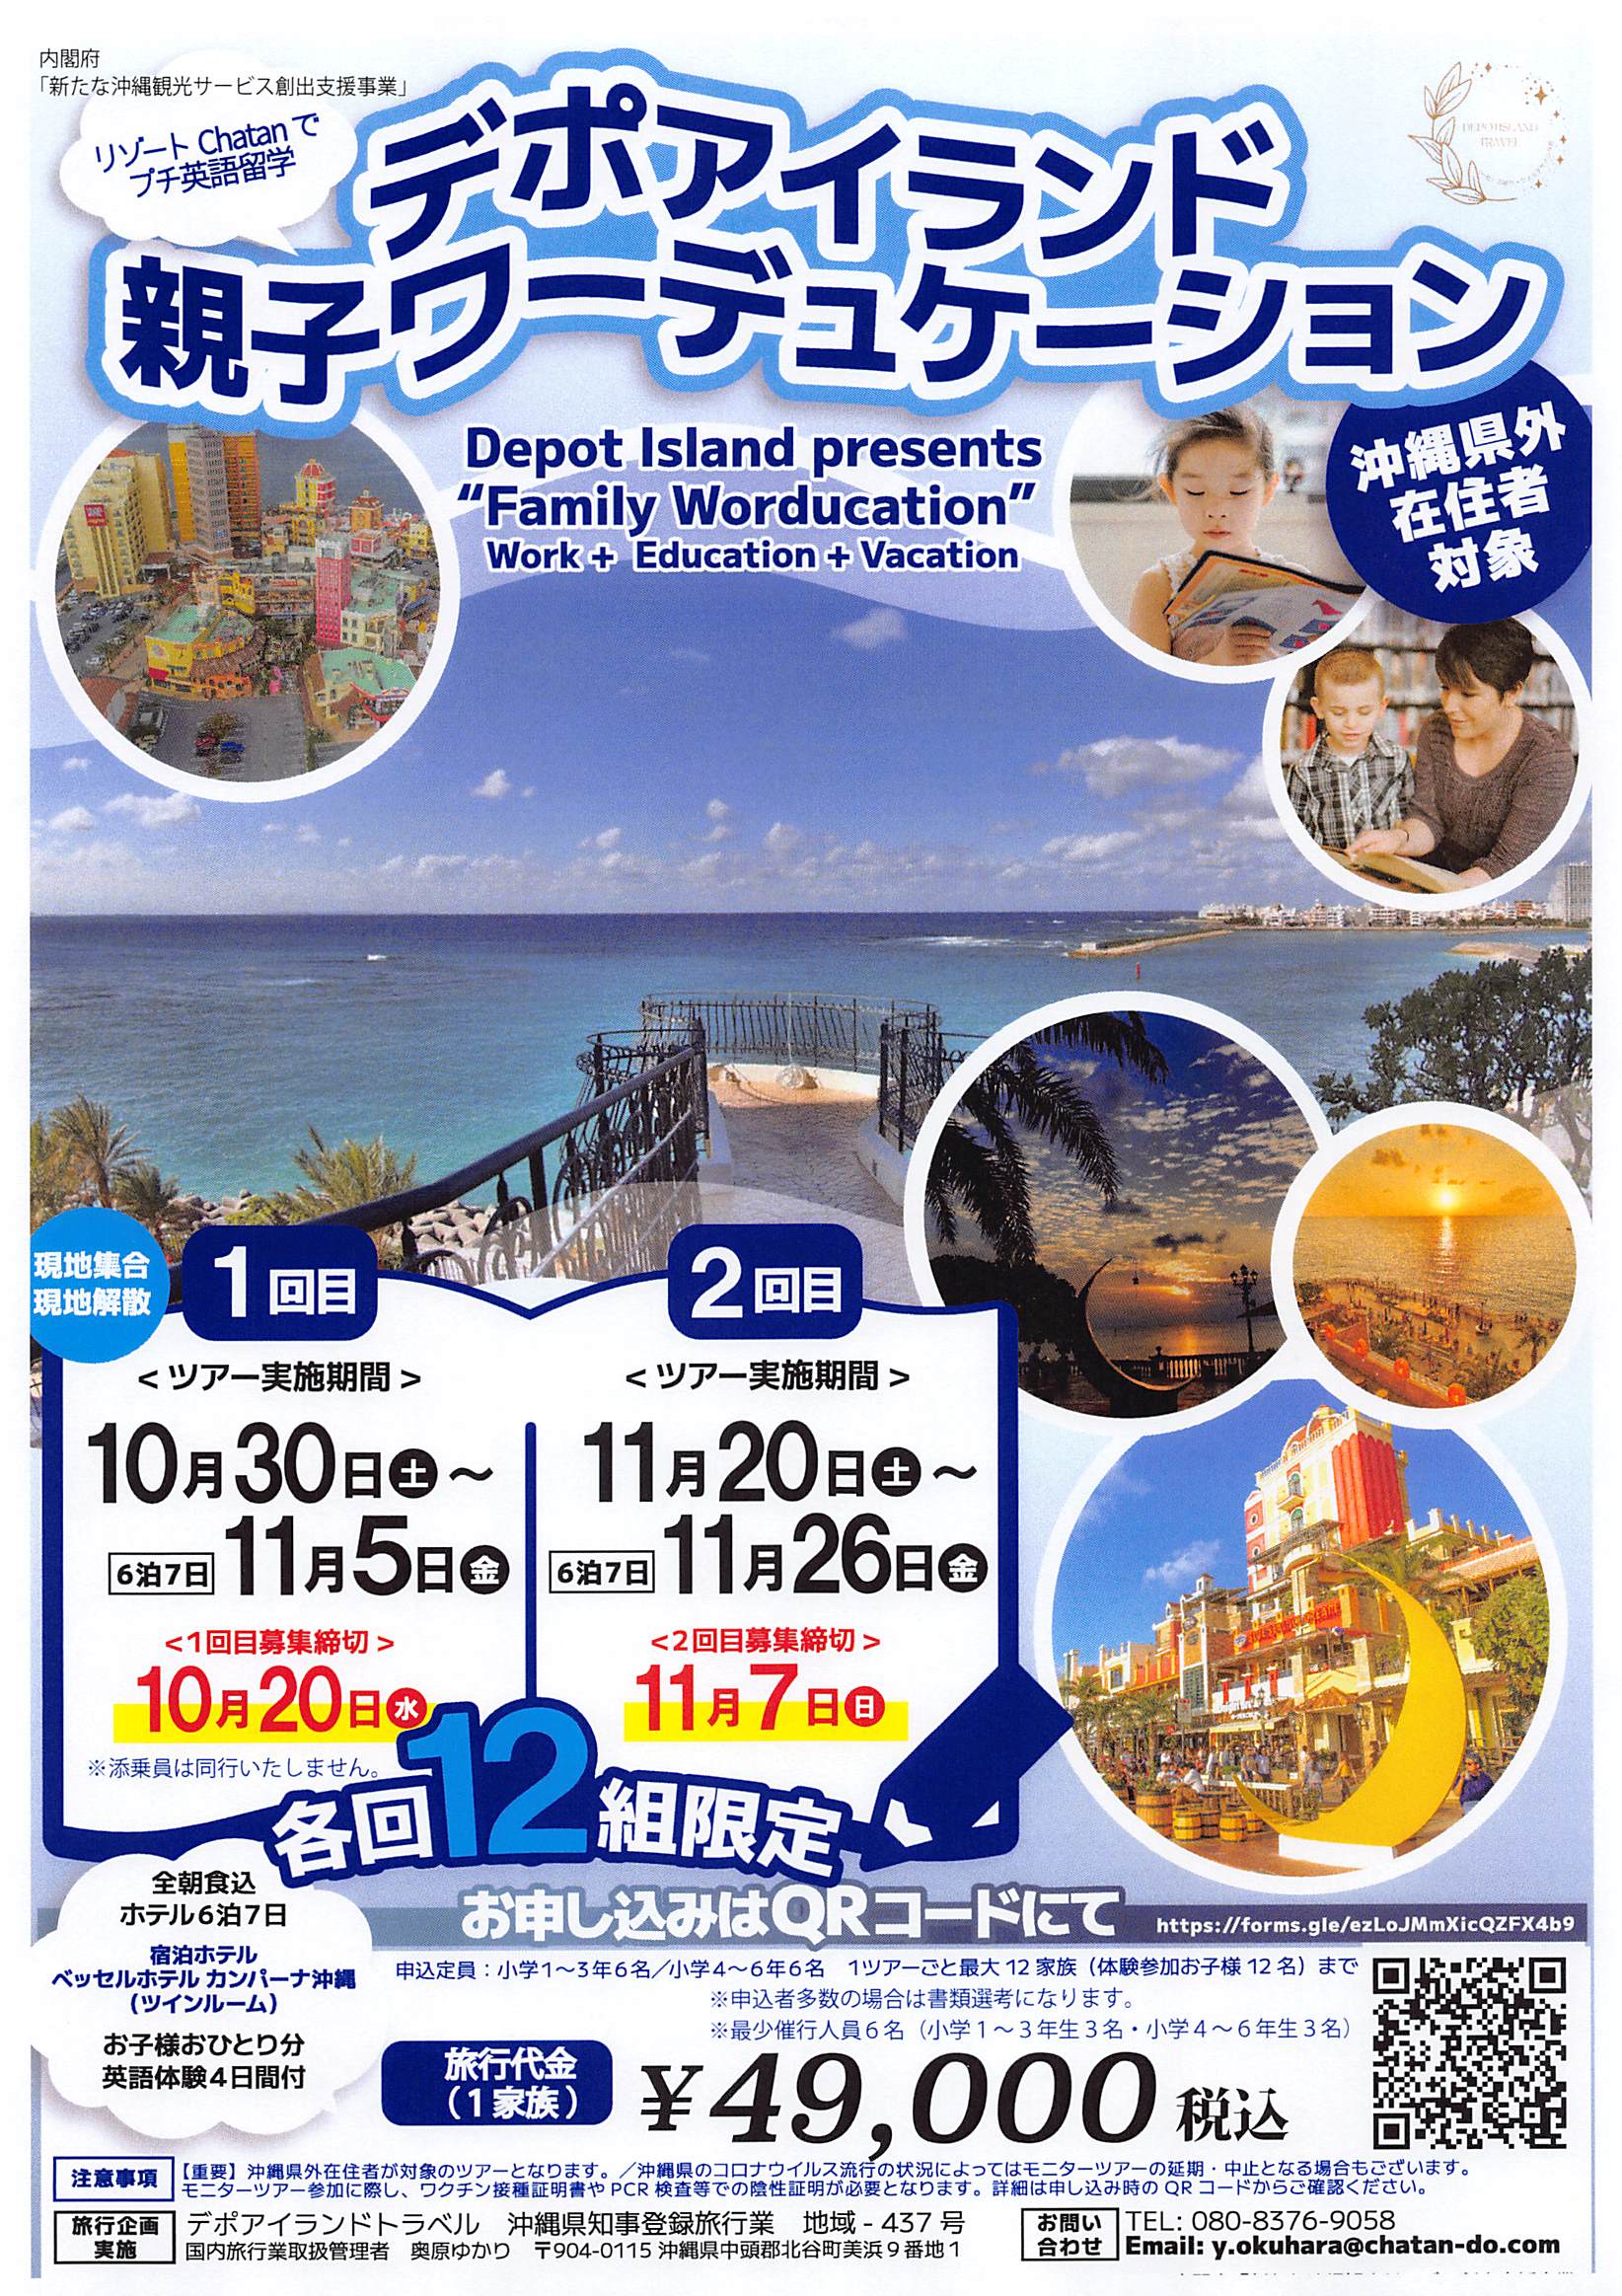 内閣府
「新たな沖縄観光サービス創出支援事業」
リゾート Chatan で
プチ英語留学
デポアイランド
親子ワーデュケーション
DEPOTISLAND
TRAVEL
Depot Island presents
“Family Worducation”
Work + Education + Vacation
沖縄県外
在住者
対象
現地集合
現地解散
1回目
<ツアー実施期間>
10月30日土～
6泊7日 11月5日金
<1回目募集締切>
10月20日水
※添乗員は同行いたしません。
2回目
<ツアー実施期間>
11月20日土～
6泊7日 11月26日金
<2回目募集締切>
11月7日日
各回12組限定
全朝食込
ホテル6泊7日
宿泊ホテル
ベッセルホテル カンパーナ沖縄
（ツインルーム）
お子様おひとり分
英語体験4日間付
お申し込みはQRコードにて
https://forms.gle/ezLoJMmXicQZFX4b9
申込定員：小学1～3年6名／小学4～6年6名　1ツアーごと最大12家族（体験参加お子様12名）まで
※申込者多数の場合は書類選考になります。
※最少催行人員6名（小学1～3年生3名・小学4～6年生3名）
旅行代金
（1家族）
¥49,000 税込
注意事項
【重要】沖縄県外在住者が対象のツアーとなります。／沖縄県のコロナウイルス流行の状況によってはモニターツアーの延期・中止となる場合もございます。
モニターツアー参加に際し、ワクチン接種証明書や PCR 検査等での陰性証明が必要となります。詳細は申し込み時の QR コードからご確認ください。
旅行企画
実施
デポアイランドトラベル　沖縄県知事登録旅行業　地域 - 437 号
国内旅行業取扱管理者　奥原ゆかり　〒904-0115 沖縄県中頭郡北谷町美浜9番地1
お問い
合わせ
TEL: 080-8376-9058
Email: y.okuhara@chatan-do.com